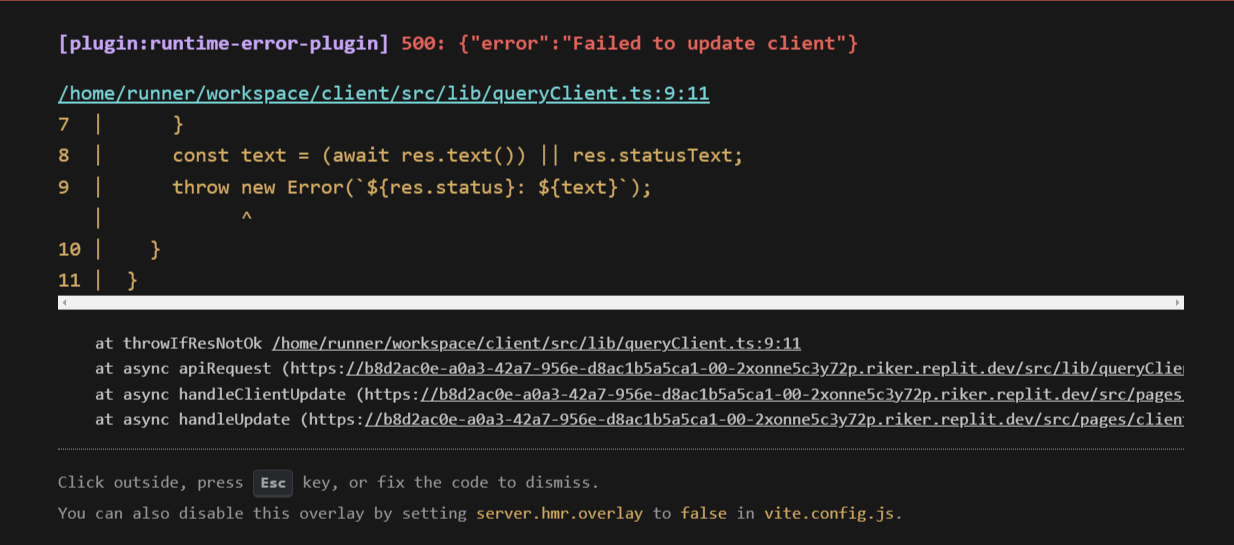 [plugin:runtime-error-plugin] 500: {"error":"Failed to update client"}
/home/runner/workspace/client/src/lib/queryClient.ts:9:11
7  |      }
8  |      const text = (await res.text()) || res.statusText;
9  |      throw new Error(`${res.status}: ${text}`);
   |            ^
10 |    }
11 |  }
at throwIfResNotOk /home/runner/workspace/client/src/lib/queryClient.ts:9:11
at async apiRequest (https://b8d2ac0e-a0a3-42a7-956e-d8ac1b5a5ca1-00-2xonne5c3y72p.riker.replit.dev/src/lib/queryClie
at async handleClientUpdate (https://b8d2ac0e-a0a3-42a7-956e-d8ac1b5a5ca1-00-2xonne5c3y72p.riker.replit.dev/src/pages
at async handleUpdate (https://b8d2ac0e-a0a3-42a7-956e-d8ac1b5a5ca1-00-2xonne5c3y72p.riker.replit.dev/src/pages/client
Click outside, press Esc key, or fix the code to dismiss.
You can also disable this overlay by setting server.hmr.overlay to false in vite.config.js.